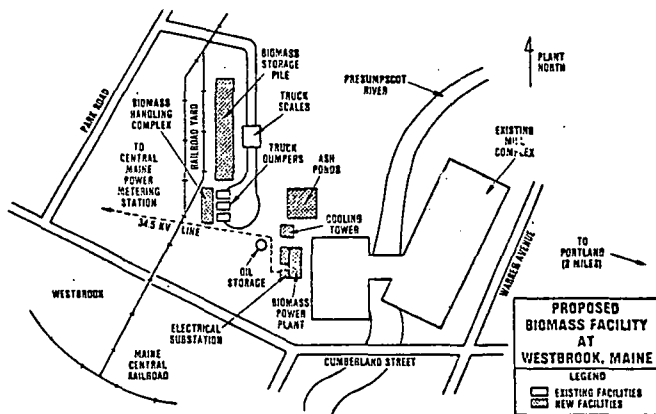 BIOMASS
STORAGE
PILE
PLANT
NORTH
PRESUMPSCOT
RIVER
TRUCK
SCALES
PARK ROAD
BIOMASS
HANDLING
COMPLEX
RAILROAD YARD
EXISTING
MILL
COMPLEX
TO
CENTRAL
MAINE
POWER
METERING
STATION
TRUCK
DUMPERS
ASH
PONDS
34.5 KV LINE
COOLING
TOWER
WARREN AVENUE
TO
PORTLAND
(2 MILES)
OIL
STORAGE
WESTBROOK
BIOMASS
POWER
PLANT
ELECTRICAL
SUBSTATION
MAINE
CENTRAL
RAILROAD
CUMBERLAND STREET
PROPOSED
BIOMASS FACILITY
AT
WESTBROOK, MAINE
LEGEND
EXISTING FACILITIES
NEW FACILITIES